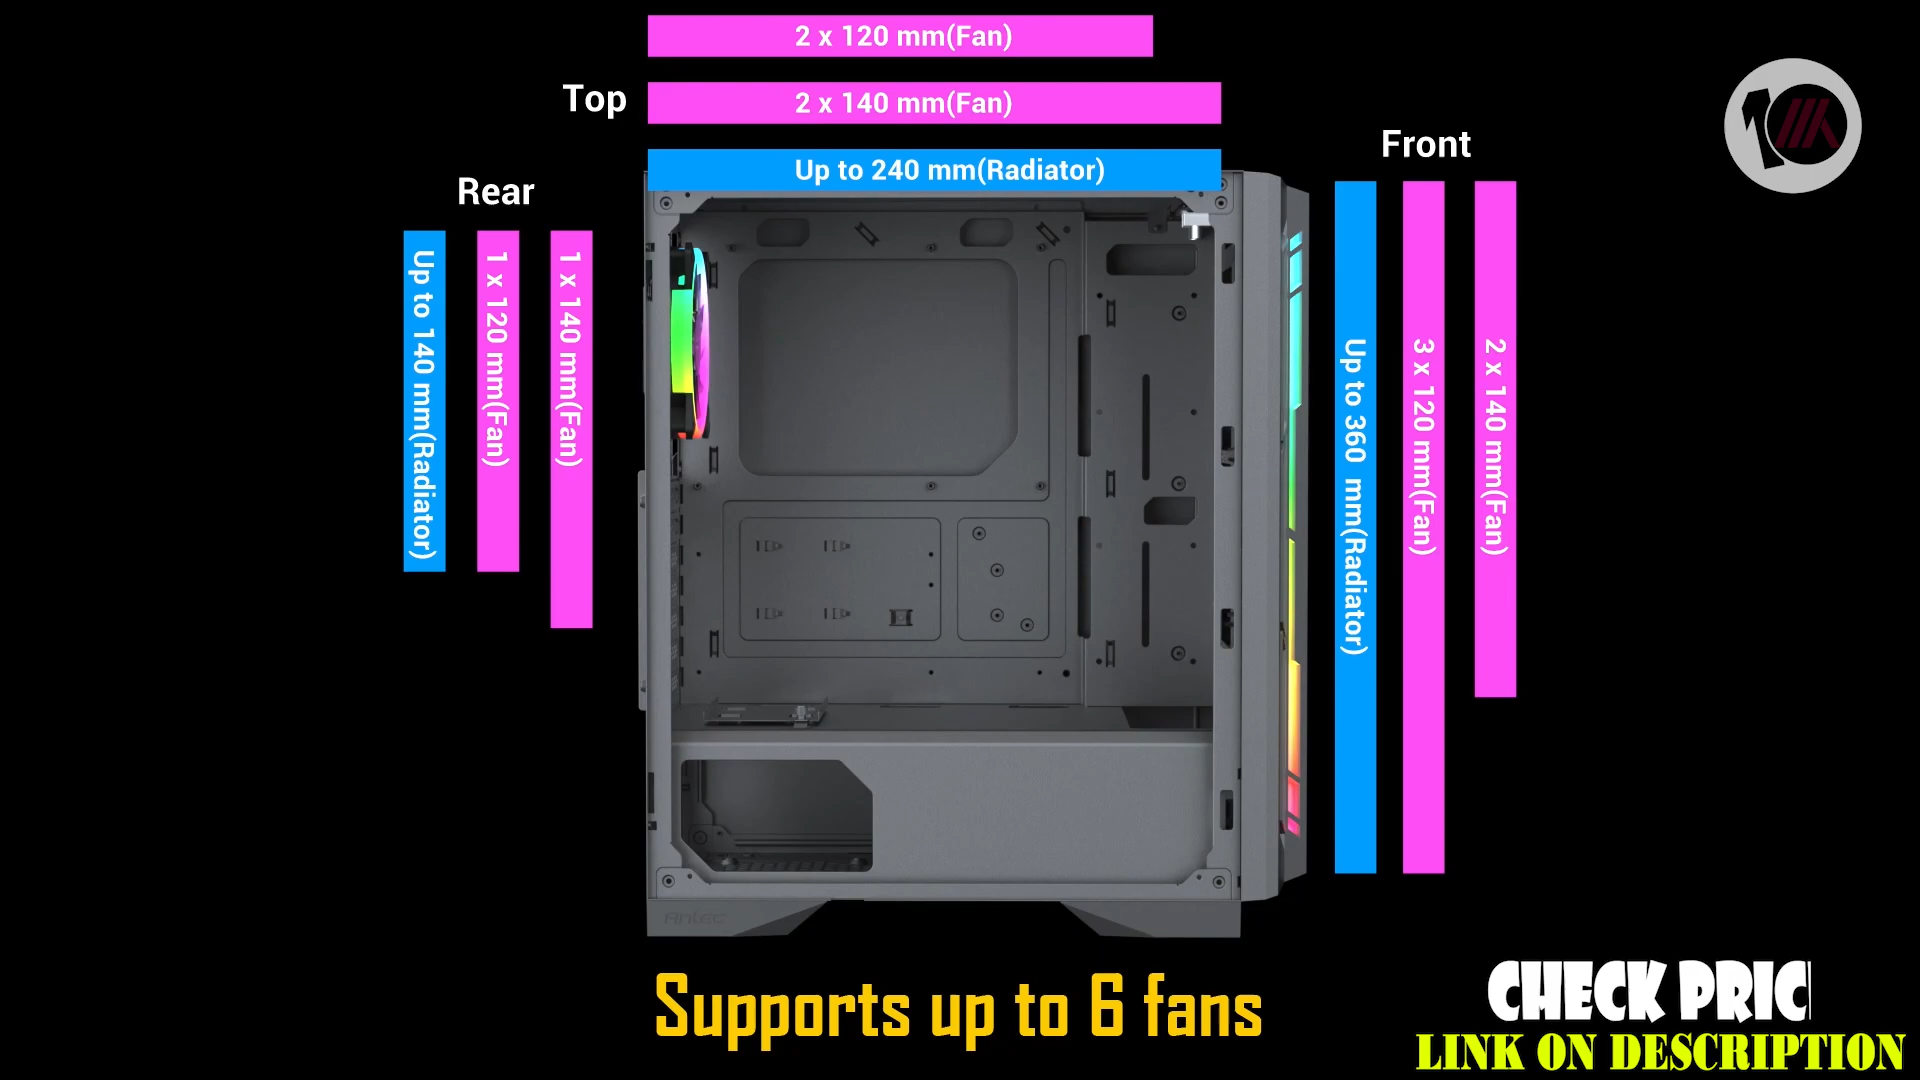 2 x 120 mm(Fan)
Top
2 x 140 mm(Fan)
Up to 240 mm(Radiator)
Front
Rear
Up to 140 mm(Radiator)
1 x 120 mm(Fan)
1 x 140 mm(Fan)
Up to 360 mm(Radiator)
3 x 120 mm(Fan)
2 x 140 mm(Fan)
Antec
Supports up to 6 fans
CHECK PRIC
LINK ON DESCRIPTION